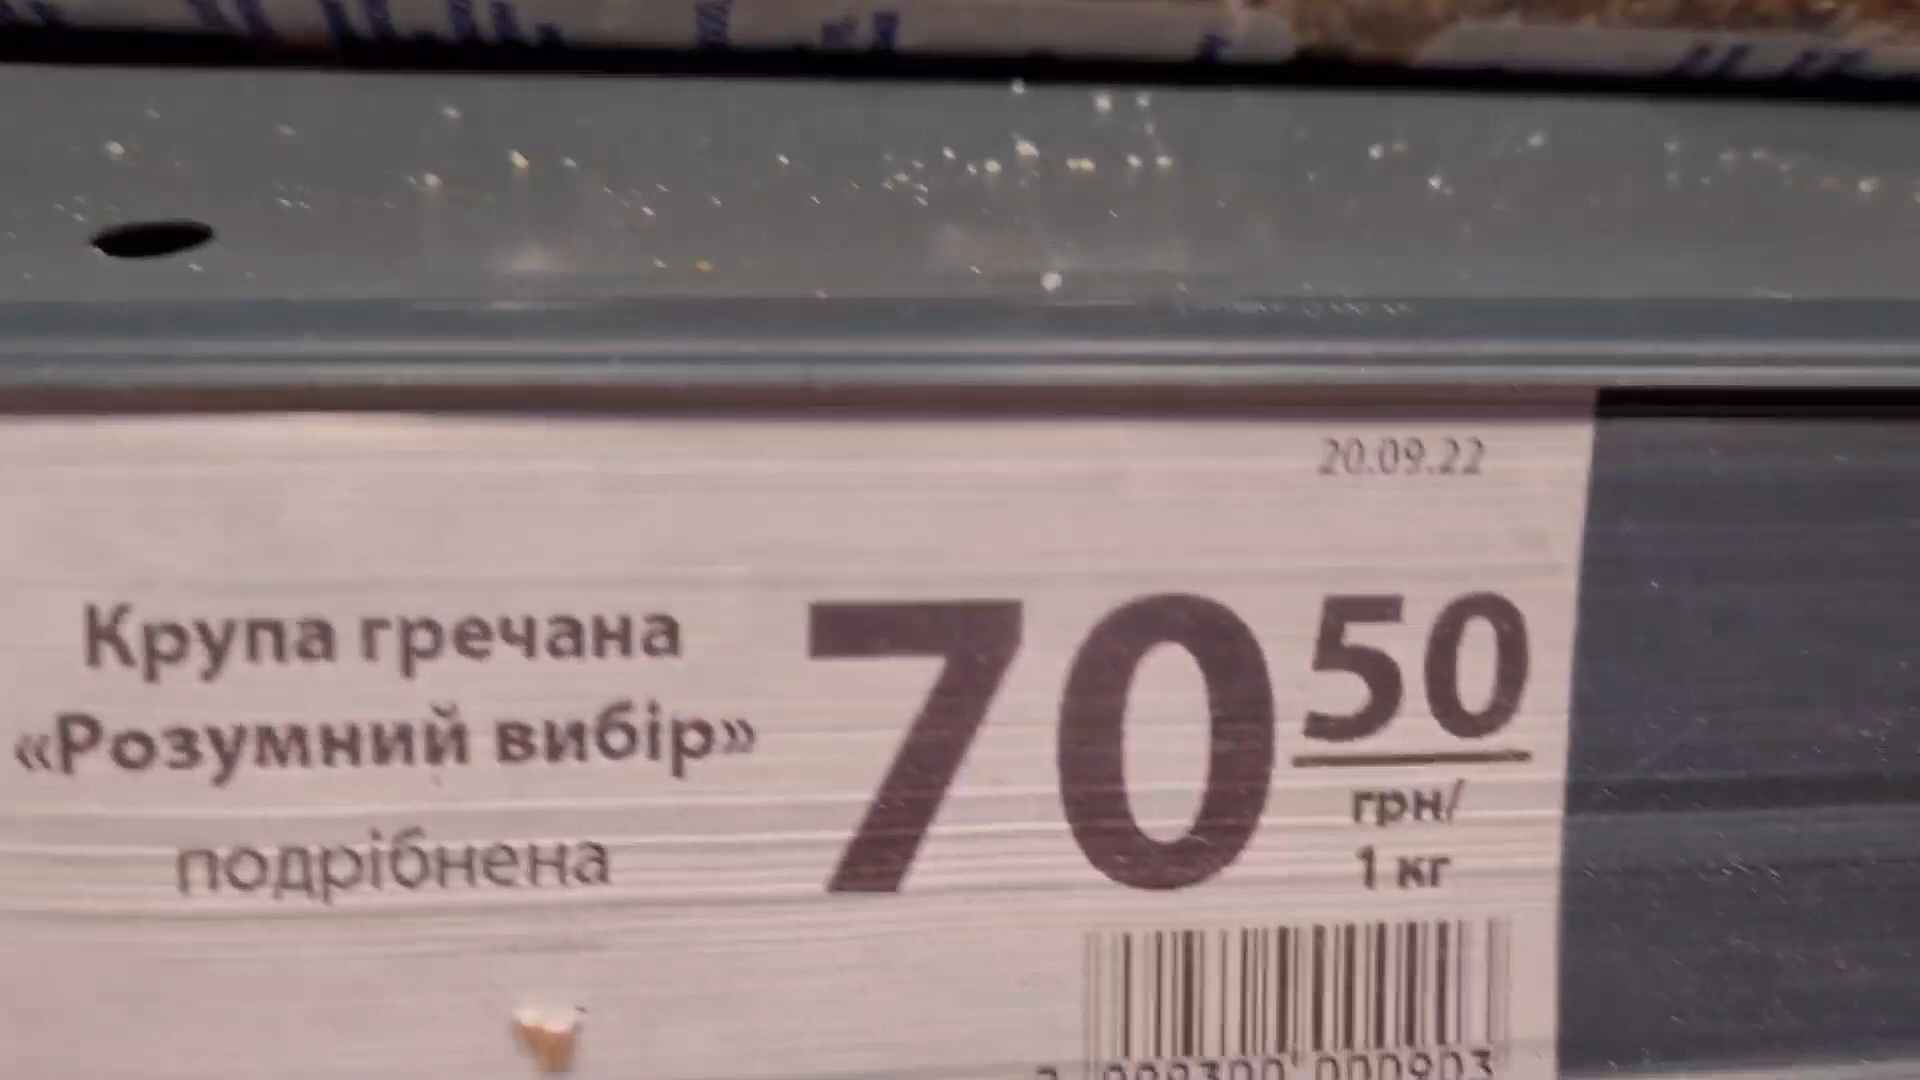 20.09.22
Крупа гречана
«Розумний вибір»
подрібнена
70 50
грн/
1 кг